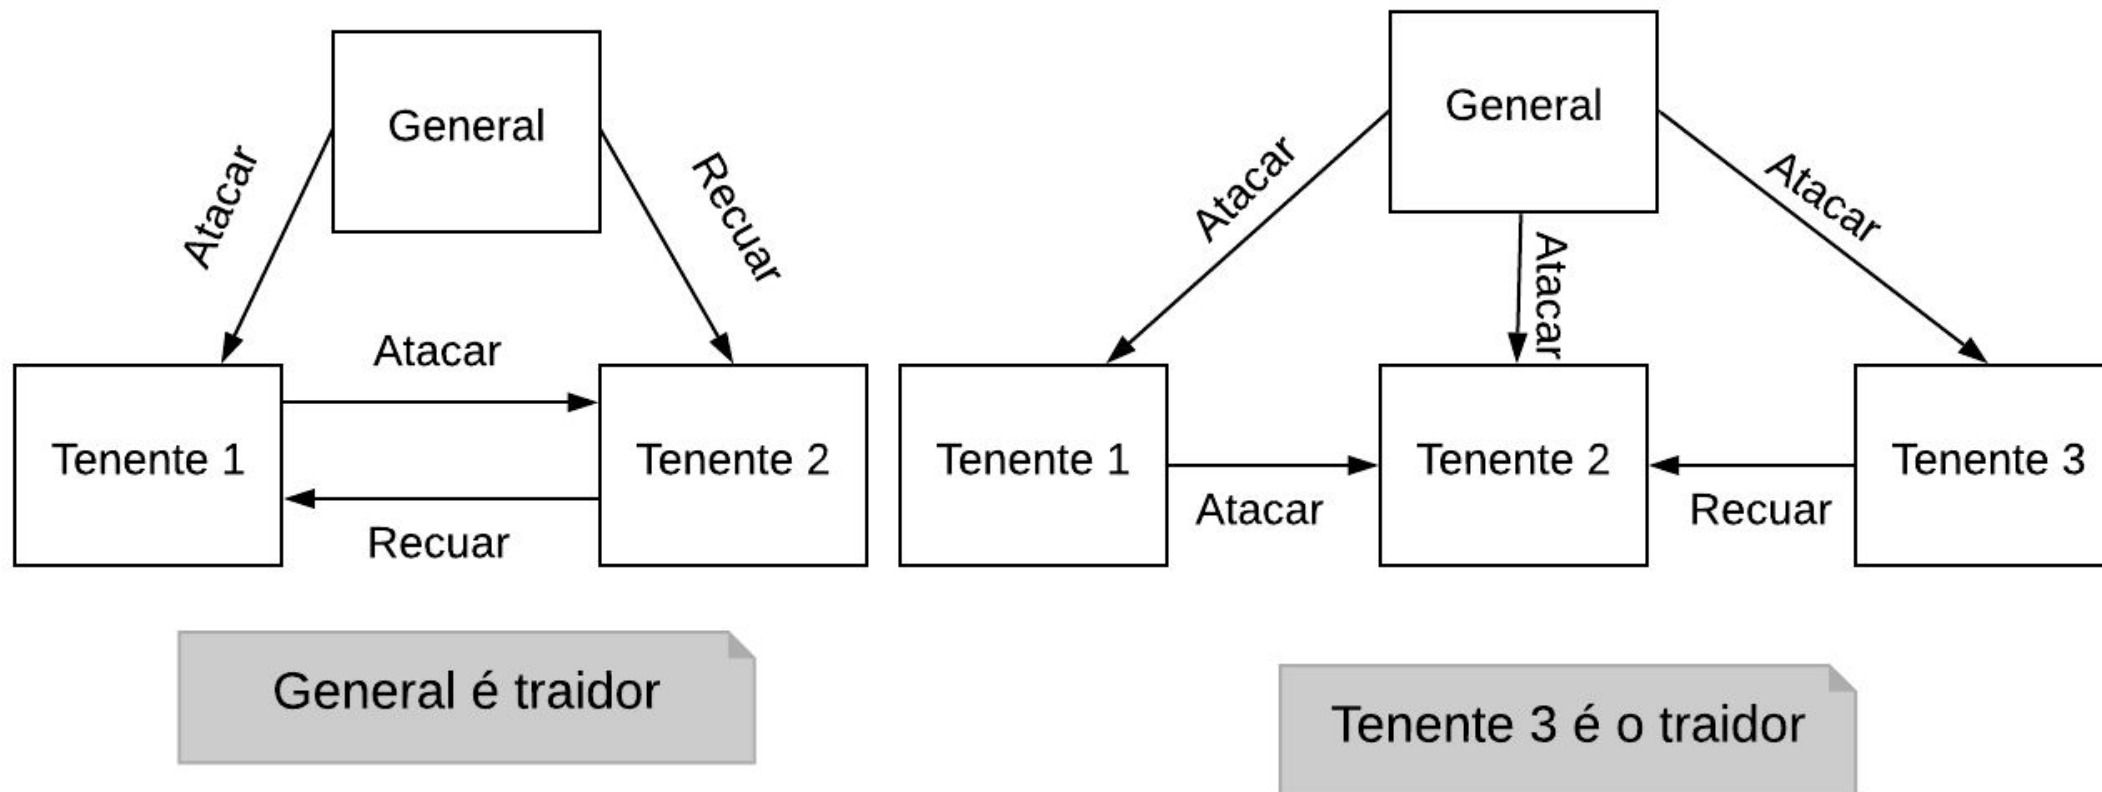 General
Atacar
Recuar
Atacar
Tenente 1
Tenente 2
Recuar
General é traidor
General
Atacar
Atacar
Atacar
Tenente 1
Tenente 2
Tenente 3
Atacar
Recuar
Tenente 3 é o traidor